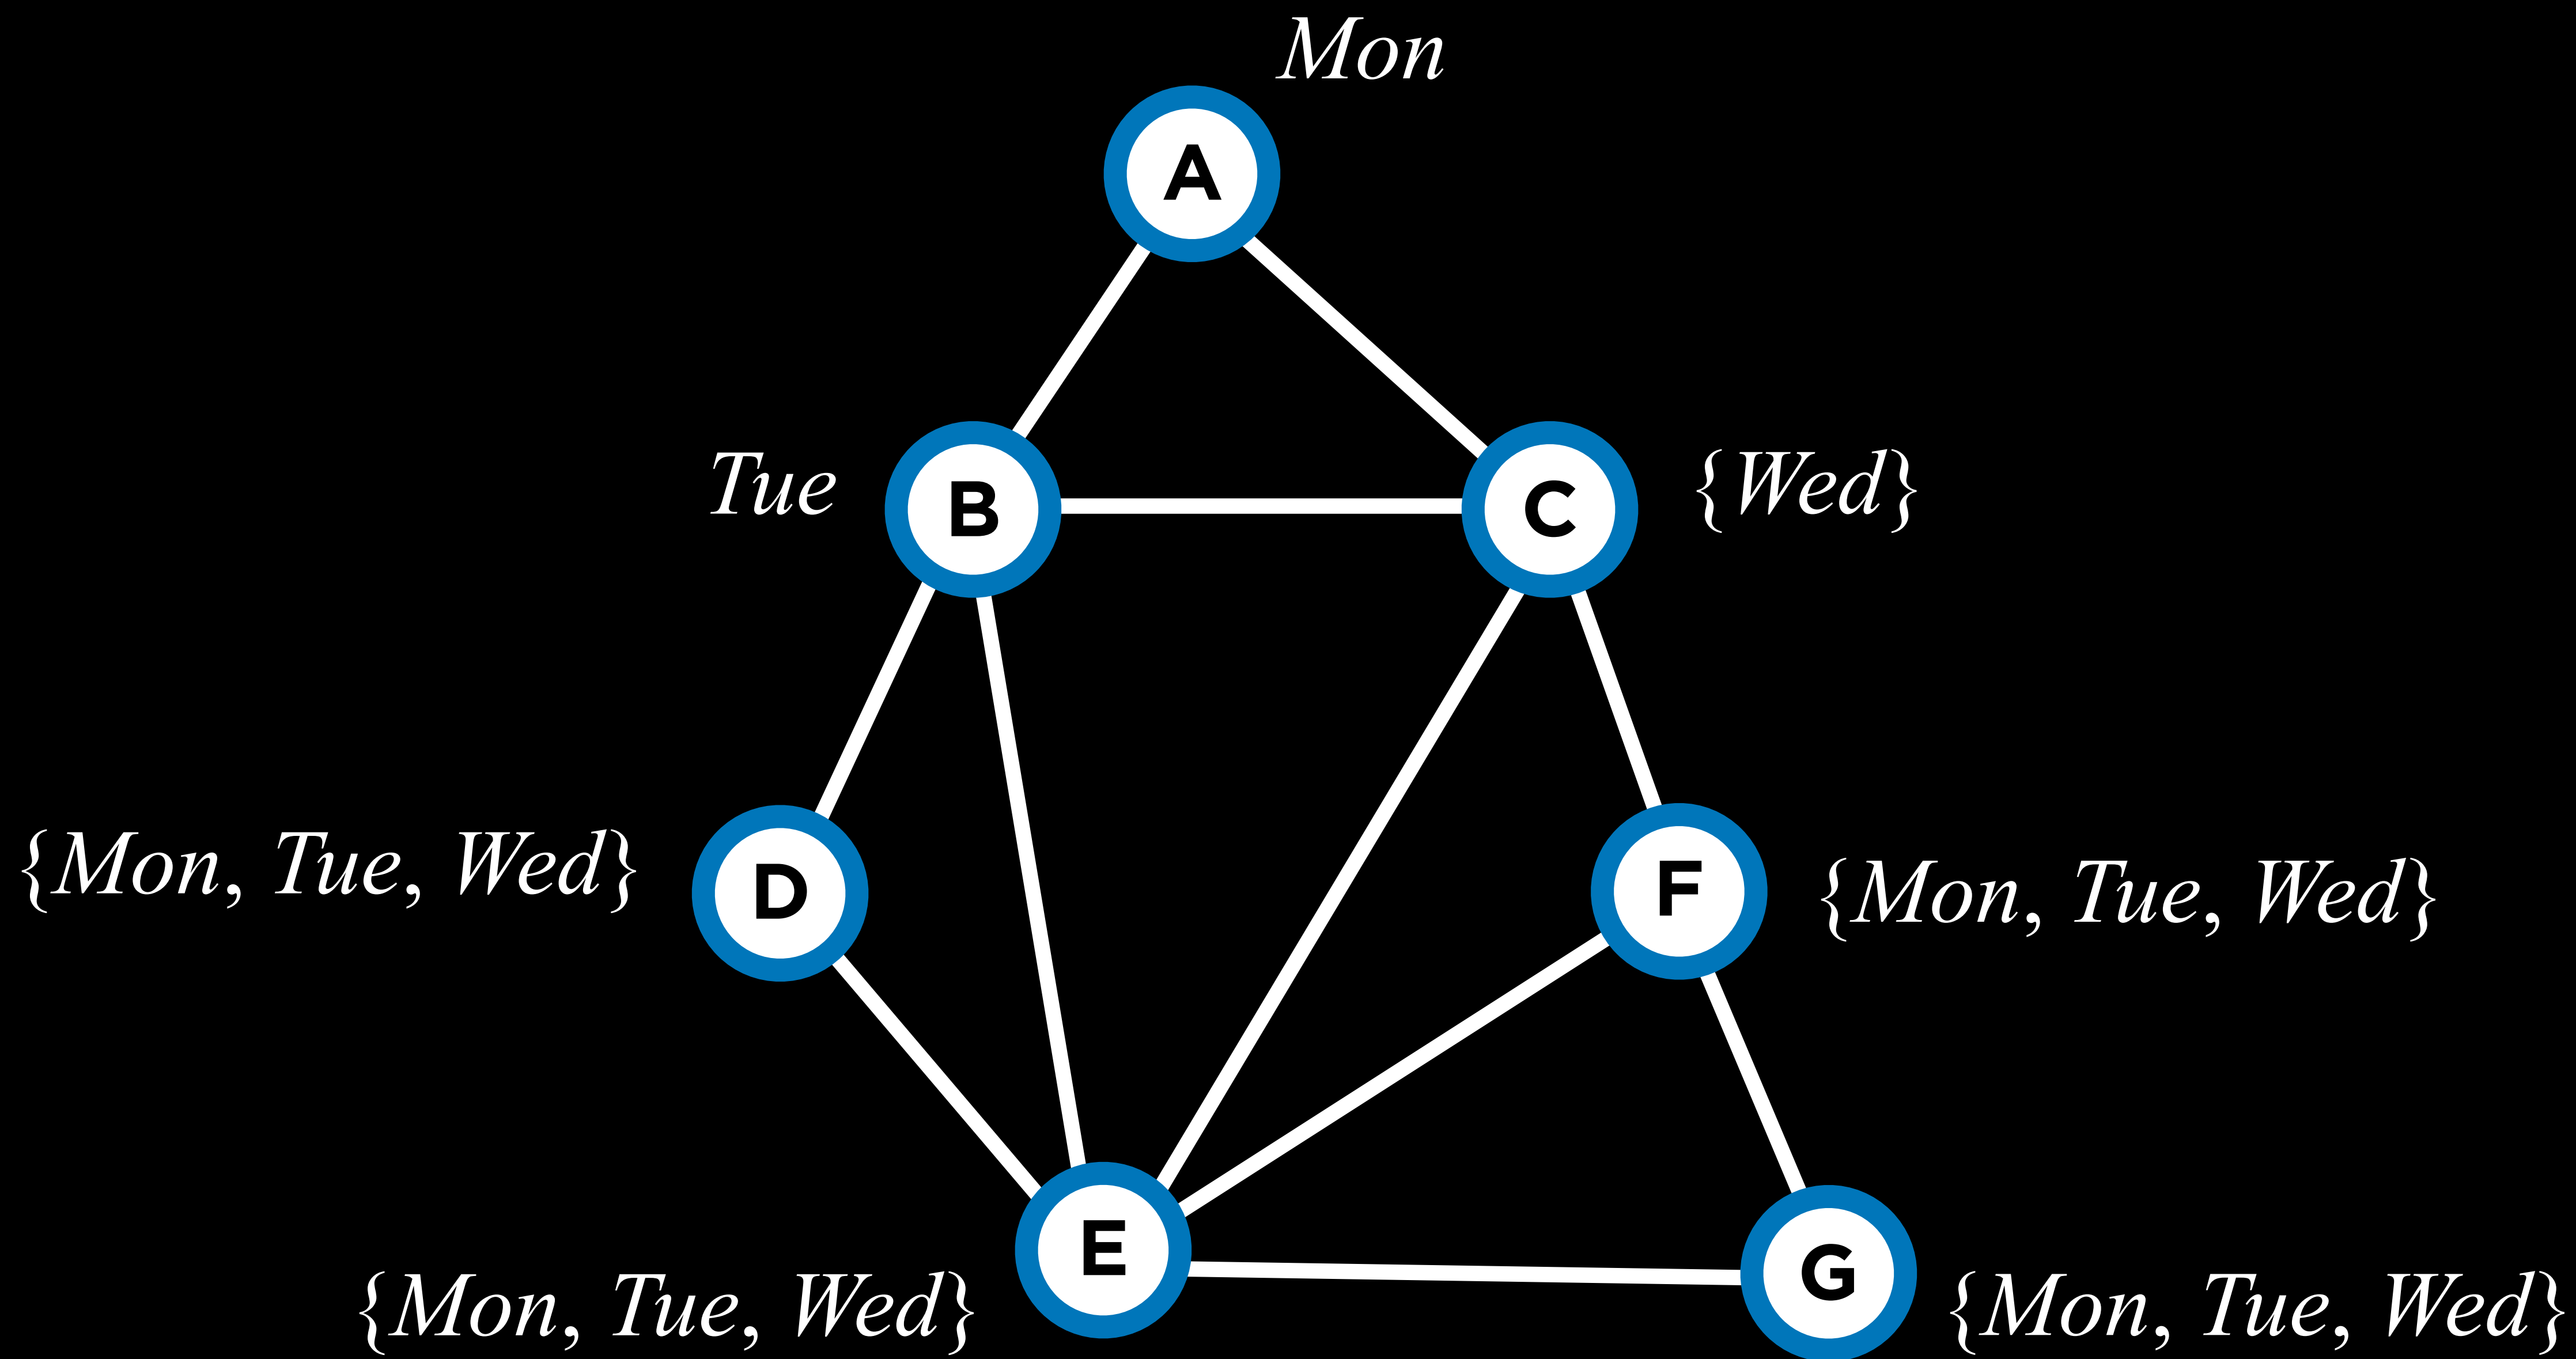 Mon
A
Tue
B
C
{Wed}
{Mon, Tue, Wed}
D
F
{Mon, Tue, Wed}
{Mon, Tue, Wed}
E
G
{Mon, Tue, Wed}